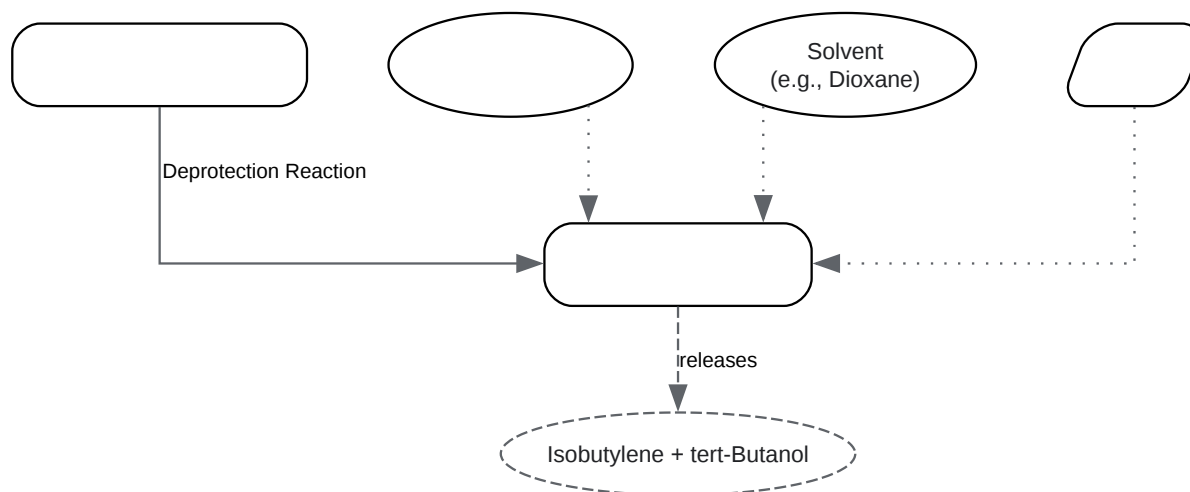 Solvent
(e.g., Dioxane)
Deprotection Reaction
releases
Isobutylene + tert-Butanol